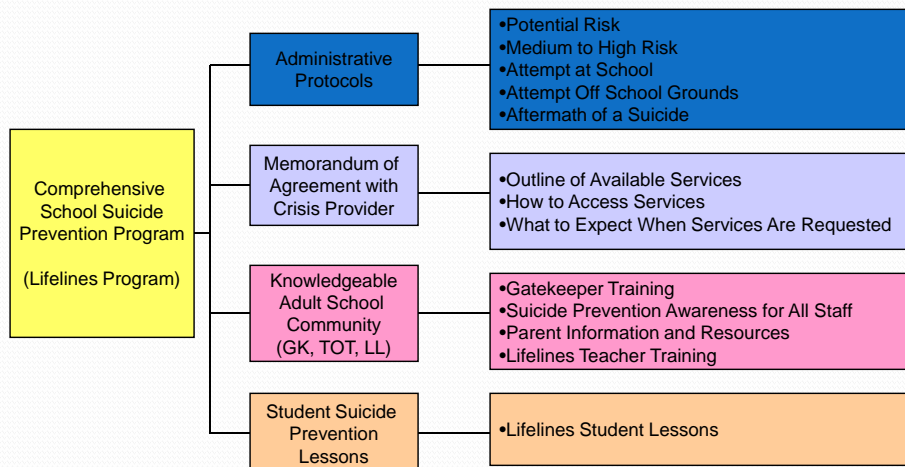 Comprehensive
School Suicide
Prevention Program
(Lifelines Program)
Administrative
Protocols
•Potential Risk
•Medium to High Risk
•Attempt at School
•Attempt Off School Grounds
•Aftermath of a Suicide
Memorandum of
Agreement with
Crisis Provider
•Outline of Available Services
•How to Access Services
•What to Expect When Services Are Requested
Knowledgeable
Adult School
Community
(GK, TOT, LL)
•Gatekeeper Training
•Suicide Prevention Awareness for All Staff
•Parent Information and Resources
•Lifelines Teacher Training
Student Suicide
Prevention
Lessons
•Lifelines Student Lessons